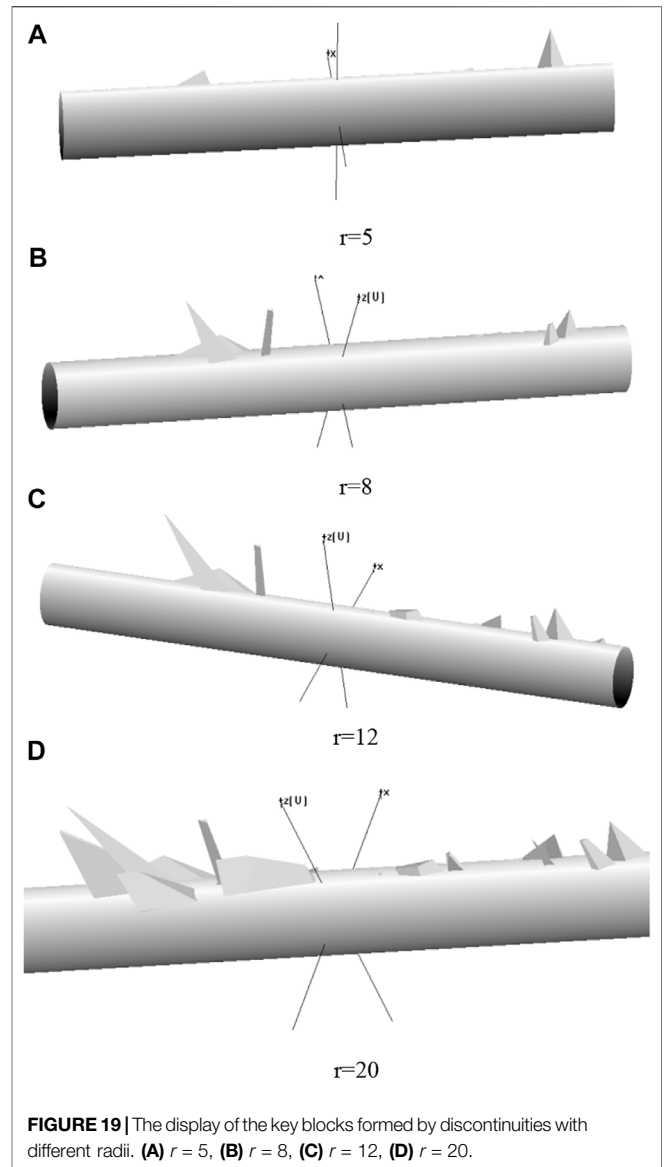 A
x
r=5
B
^
z(U)
r=8
C
z(U)
x
r=12
D
z(U)
x
r=20
FIGURE 19 | The display of the key blocks formed by discontinuities with
different radii. (A) r = 5, (B) r = 8, (C) r = 12, (D) r = 20.